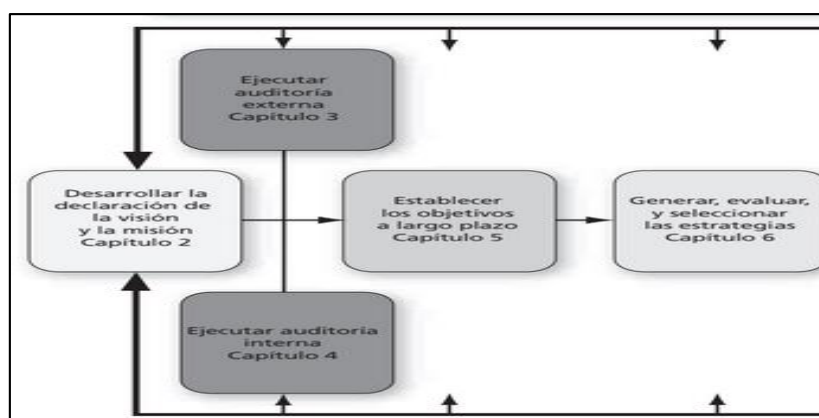 Ejecutar
auditoría
externa
Capítulo 3
Desarrollar la
declaración de
la visión
y la misión
Capítulo 2
Establecer
los objetivos
a largo plazo
Capítulo 5
Generar, evaluar,
y seleccionar
las estrategias
Capítulo 6
Ejecutar auditoría
interna
Capítulo 4